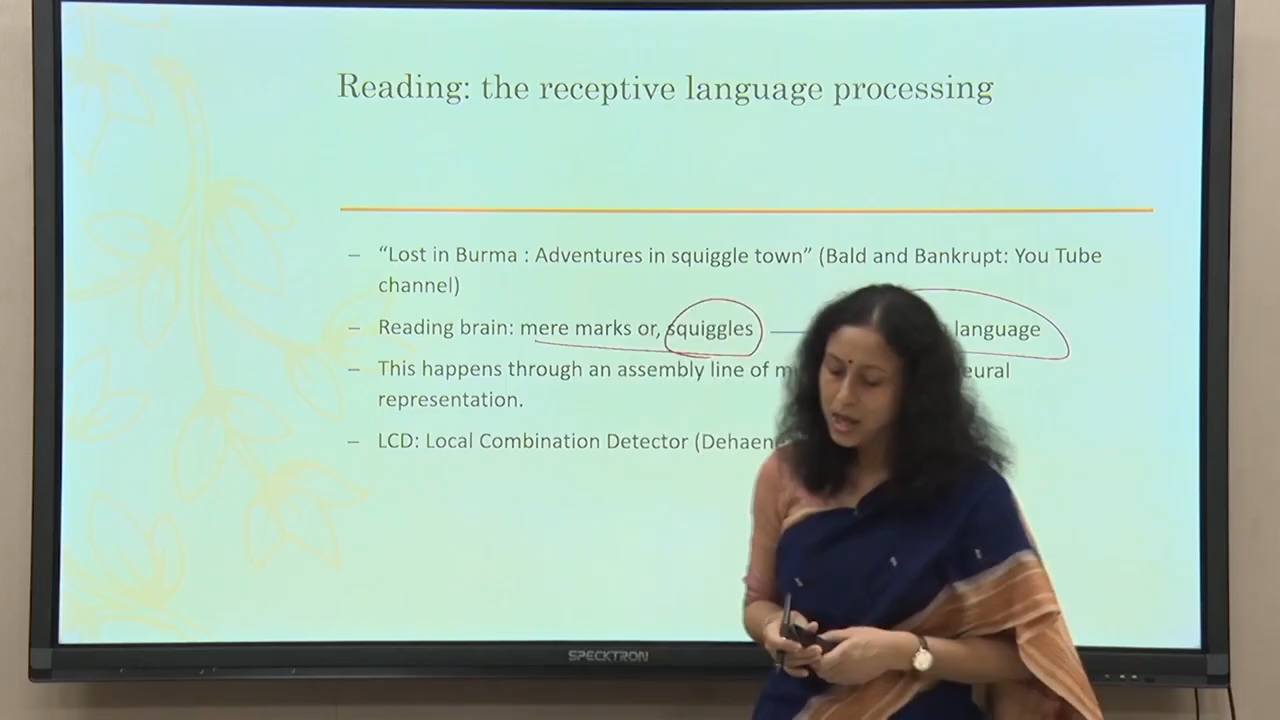 Reading: the receptive language processing
– “Lost in Burma : Adventures in squiggle town” (Bald and Bankrupt: You Tube
channel)
– Reading brain: mere marks or, squiggles language
– This happens through an assembly line of
representation.
– LCD: Local Combination Detector
SPECKTRON